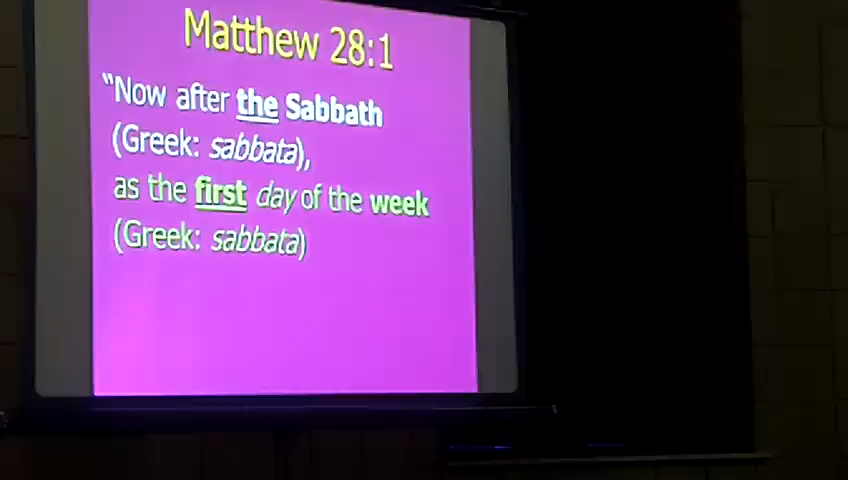 Matthew 28:1
“Now after the Sabbath
(Greek: sabbata),
as the first day of the week
(Greek: sabbata)